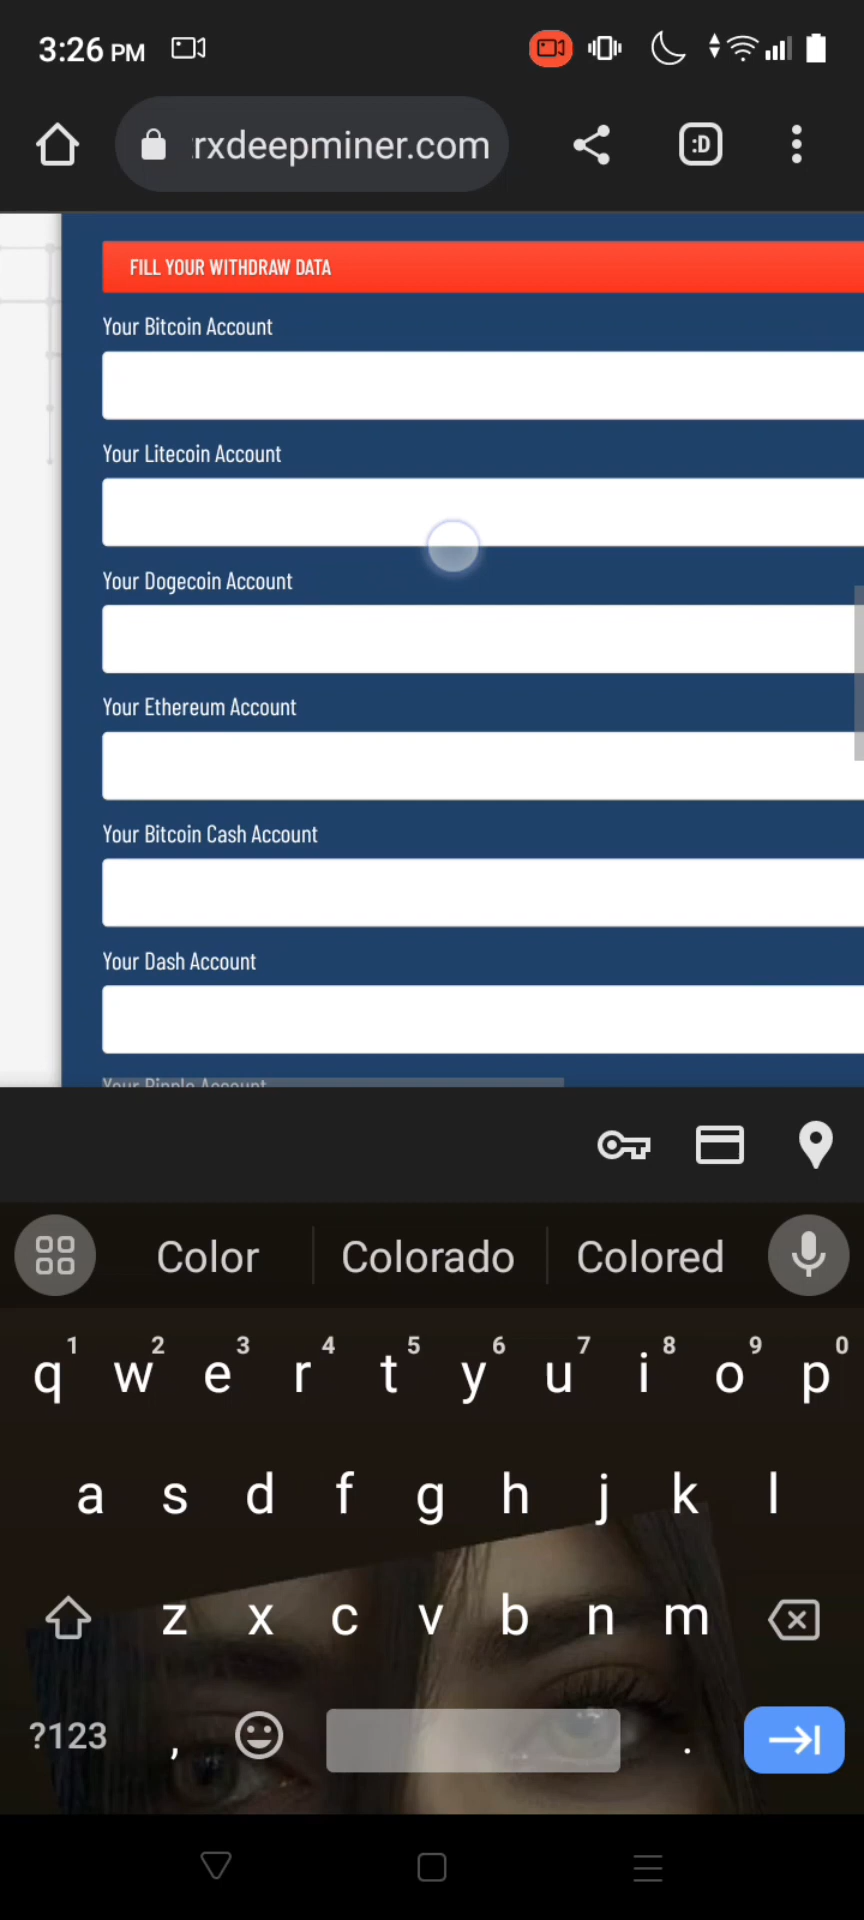 3:26 PM
rxdeepminer.com
:D
FILL YOUR WITHDRAW DATA
Your Bitcoin Account
Your Litecoin Account
Your Dogecoin Account
Your Ethereum Account
Your Bitcoin Cash Account
Your Dash Account
Your Ripple Account
Color Colorado Colored
1 2 3 4 5 6 7 8 9 0
q w e r t y u i o p
a s d f g h j k l
z x c v b n m
?123 , .